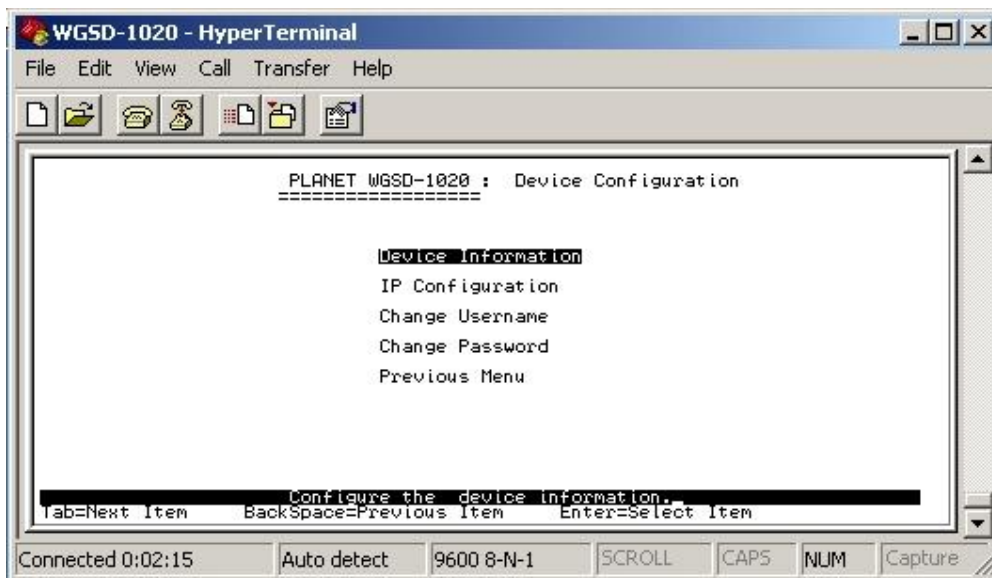 WGSD-1020 - HyperTerminal
File Edit View Call Transfer Help
PLANET WGSD-1020 : Device Configuration
===================
Device Information
IP Configuration
Change Username
Change Password
Previous Menu
Configure the device information._
Tab=Next Item BackSpace=Previous Item Enter=Select Item
Connected 0:02:15 Auto detect 9600 8-N-1 SCROLL CAPS NUM Capture